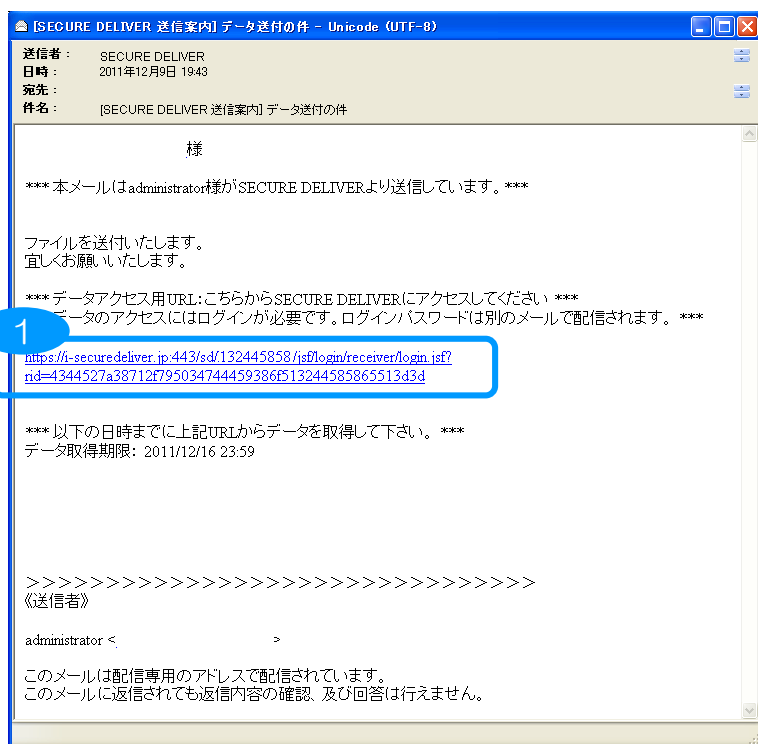 [SECURE DELIVER 送信案内] データ送付の件 - Unicode (UTF-8)
送信者： SECURE DELIVER
日時： 2011年12月9日 19:43
宛先：
件名： [SECURE DELIVER 送信案内] データ送付の件
様
*** 本メールはadministrator様がSECURE DELIVERより送信しています。***
ファイルを送付いたします。
宜しくお願いいたします。
*** データアクセス用URL:こちらからSECURE DELIVERにアクセスしてください ***
データのアクセスにはログインが必要です。ログインパスワードは別のメールで配信されます。 ***
1
https://i-securedeliver.jp:443/sd/.132445858/jsf/login/receiver/login.jsf?
rid=4344527a38712f795034744459386f513244585865513d3d
*** 以下の日時までに上記URLからデータを取得して下さい。 ***
データ取得期限： 2011/12/16 23:59
＞＞＞＞＞＞＞＞＞＞＞＞＞＞＞＞＞＞＞＞＞＞＞＞＞＞＞＞＞＞＞＞
《送信者》
administrator < >
このメールは配信専用のアドレスで配信されています。
このメールに返信されても返信内容の確認、及び回答は行えません。